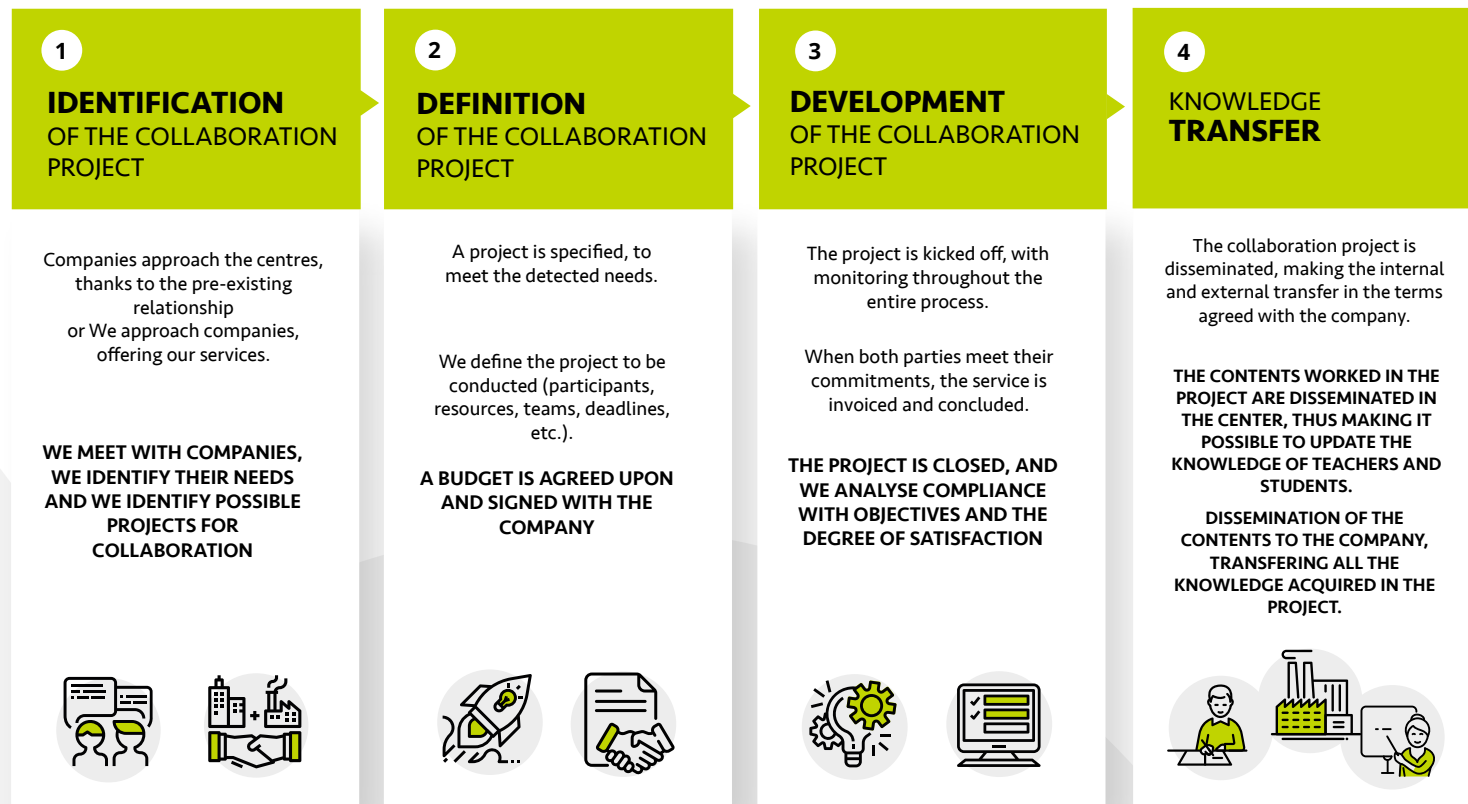 1
IDENTIFICATION
OF THE COLLABORATION
PROJECT
Companies approach the centres,
thanks to the pre-existing
relationship
or We approach companies,
offering our services.
WE MEET WITH COMPANIES,
WE IDENTIFY THEIR NEEDS
AND WE IDENTIFY POSSIBLE
PROJECTS FOR
COLLABORATION
2
DEFINITION
OF THE COLLABORATION
PROJECT
A project is specified, to
meet the detected needs.
We define the project to be
conducted (participants,
resources, teams, deadlines,
etc.).
A BUDGET IS AGREED UPON
AND SIGNED WITH THE
COMPANY
3
DEVELOPMENT
OF THE COLLABORATION
PROJECT
The project is kicked off, with
monitoring throughout the
entire process.
When both parties meet their
commitments, the service is
invoiced and concluded.
THE PROJECT IS CLOSED, AND
WE ANALYSE COMPLIANCE
WITH OBJECTIVES AND THE
DEGREE OF SATISFACTION
4
KNOWLEDGE
TRANSFER
The collaboration project is
disseminated, making the internal
and external transfer in the terms
agreed with the company.
THE CONTENTS WORKED IN THE
PROJECT ARE DISSEMINATED IN
THE CENTER, THUS MAKING IT
POSSIBLE TO UPDATE THE
KNOWLEDGE OF TEACHERS AND
STUDENTS.
DISSEMINATION OF THE
CONTENTS TO THE COMPANY,
TRANSFERING ALL THE
KNOWLEDGE ACQUIRED IN THE
PROJECT.